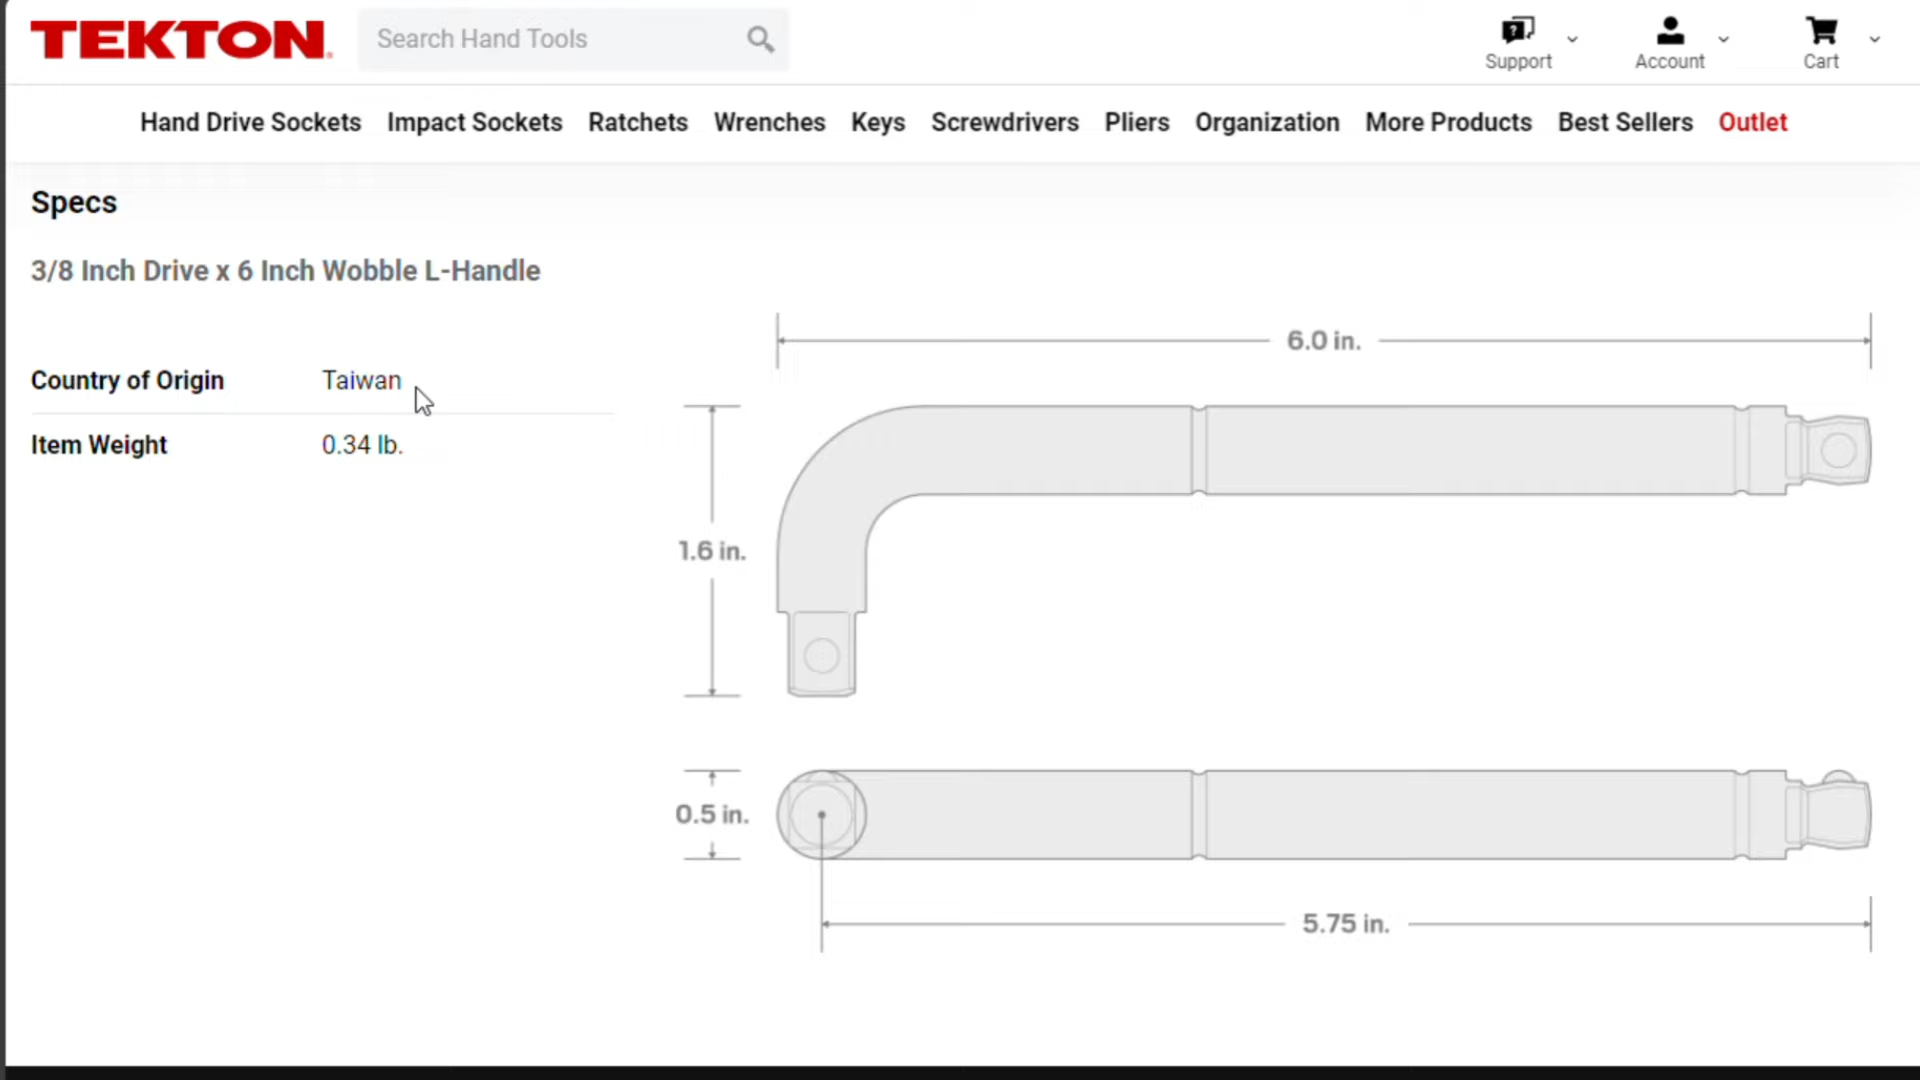 TEKTON.
Search Hand Tools
Support
Account
Cart
Hand Drive Sockets Impact Sockets Ratchets Wrenches Keys Screwdrivers Pliers Organization More Products Best Sellers Outlet
Specs
3/8 Inch Drive x 6 Inch Wobble L-Handle
6.0 in.
Country of Origin Taiwan
Item Weight 0.34 lb.
1.6 in.
0.5 in.
5.75 in.